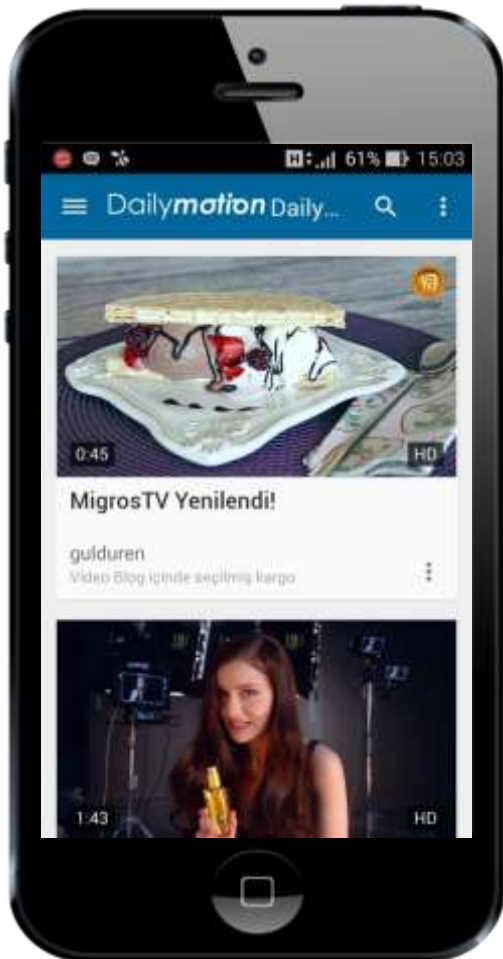 H 61% 15:03
Dailymotion Daily...
0:45 HD
MigrosTV Yenilendi!
gulduren
Video Blog içinde seçilmiş kargo
1:43 HD